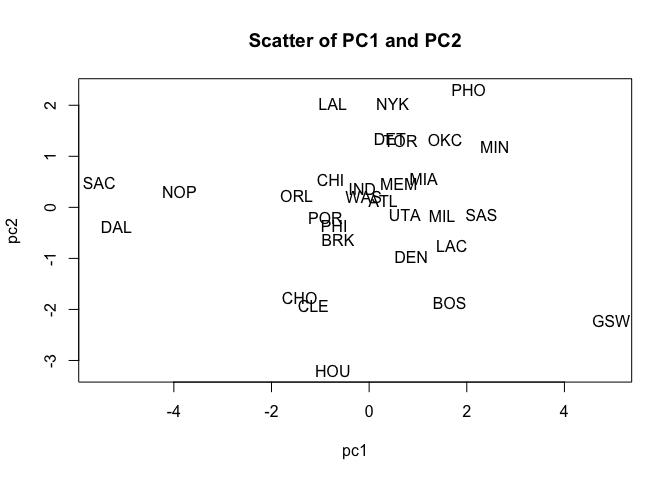 Scatter of PC1 and PC2
PHO
LAL NYK
DET TOR OKC
MIN
SAC CHI MIA
MEM
NOP IND
ORL WAS
ATL
POR UTA MIL SAS
DAL PHI
BRK LAC
DEN
CHO BOS
CLE
GSW
HOU
2
1
0
-1
-2
-3
pc2
-4 -2 0 2 4
pc1